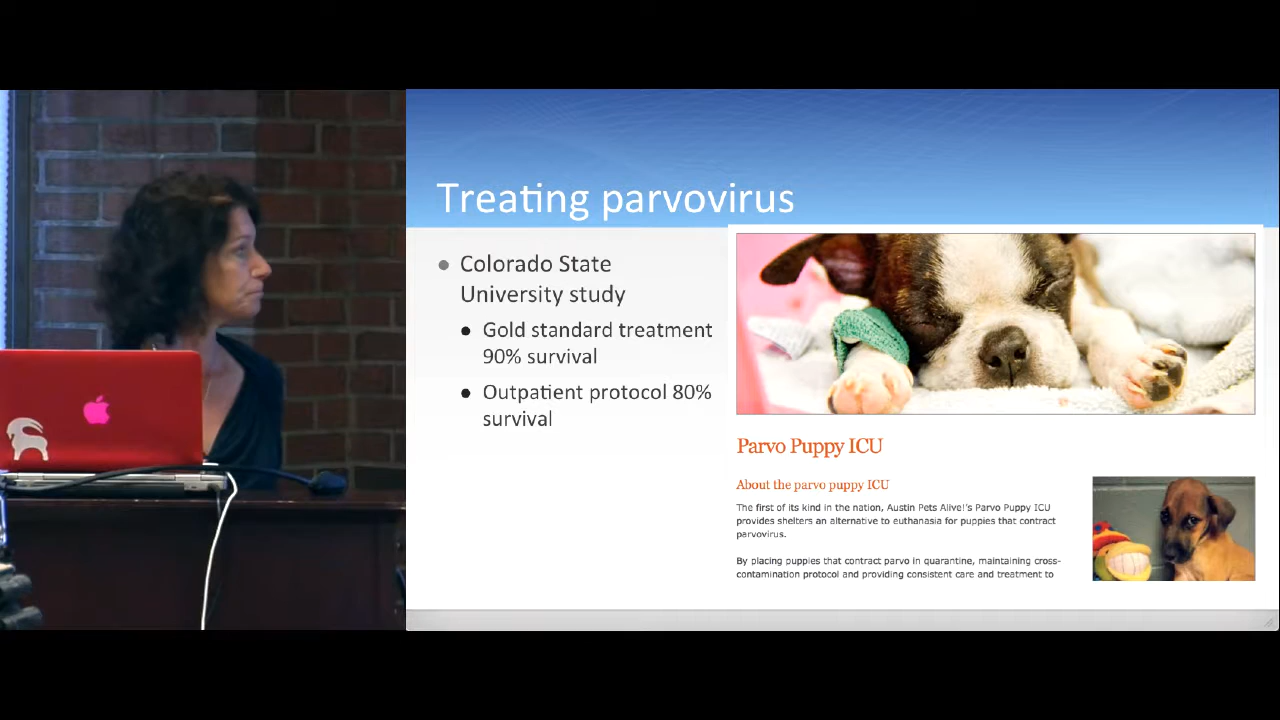 Treating parvovirus
Colorado State
University study
Gold standard treatment
90% survival
Outpatient protocol 80%
survival
Parvo Puppy ICU
About the parvo puppy ICU
The first of its kind in the nation, Austin Pets Alive!'s Parvo Puppy ICU
provides shelters an alternative to euthanasia for puppies that contract
parvovirus.
By placing puppies that contract parvo in quarantine, maintaining cross-
contamination protocol and providing consistent care and treatment to